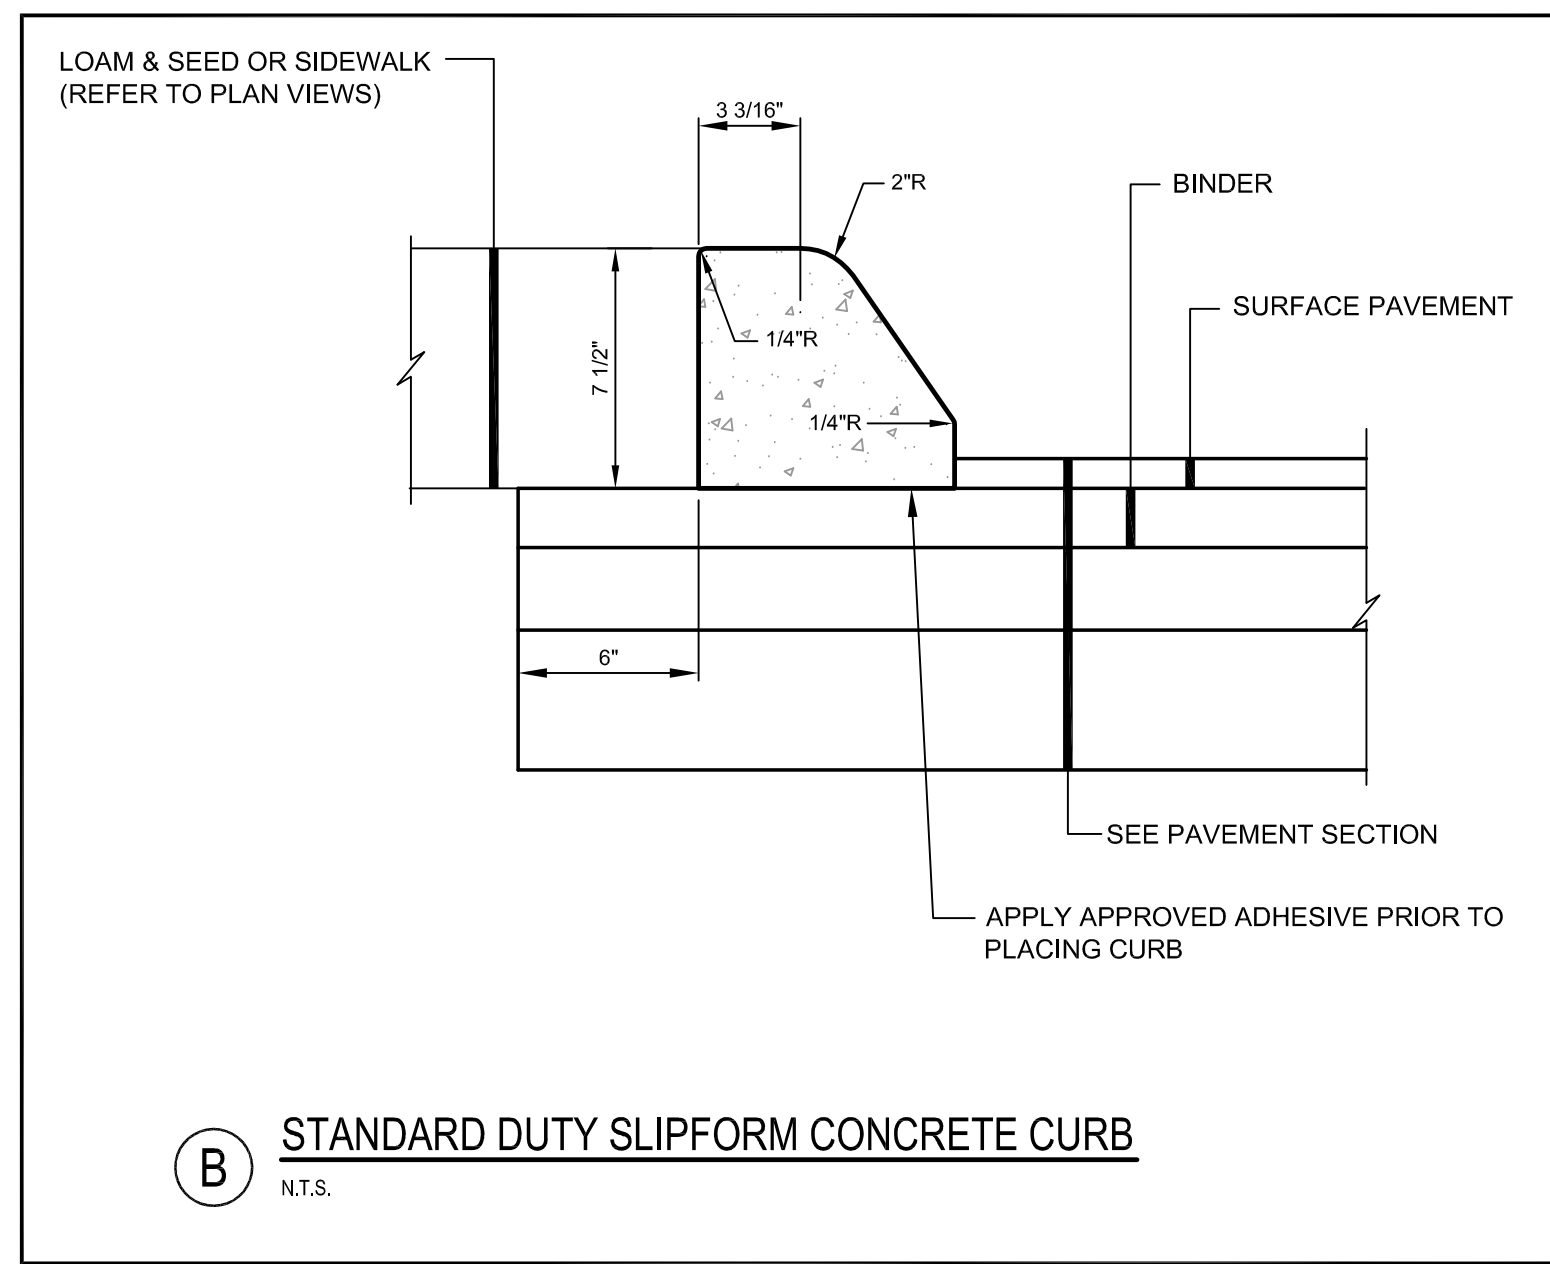 LOAM & SEED OR SIDEWALK
(REFER TO PLAN VIEWS)
3 3/16"
2"R
BINDER
SURFACE PAVEMENT
1/4"R
7 1/2"
1/4"R
6"
SEE PAVEMENT SECTION
APPLY APPROVED ADHESIVE PRIOR TO
PLACING CURB
B
STANDARD DUTY SLIPFORM CONCRETE CURB
N.T.S.